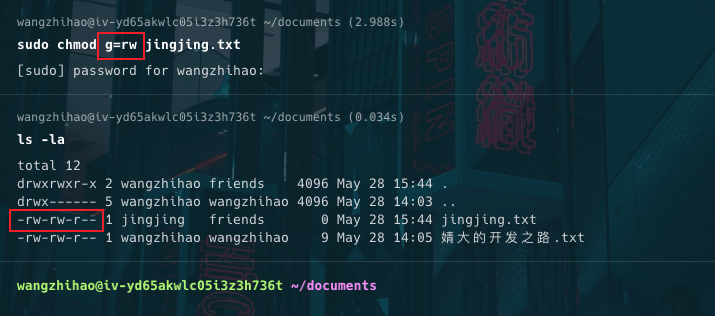 wangzhihao@iv-yd65akwlc05i3z3h736t ~/documents (2.988s)
sudo chmod g=rw jingjing.txt
[sudo] password for wangzhihao:
wangzhihao@iv-yd65akwlc05i3z3h736t ~/documents (0.034s)
ls -la
total 12
drwxrwxr-x 2 wangzhihao friends    4096 May 28 15:44 .
drwx------ 5 wangzhihao wangzhihao 4096 May 28 14:03 ..
-rw-rw-r-- 1 jingjing   friends       0 May 28 15:44 jingjing.txt
-rw-rw-r-- 1 wangzhihao wangzhihao    9 May 28 14:05 婧大的开发之路.txt
wangzhihao@iv-yd65akwlc05i3z3h736t ~/documents